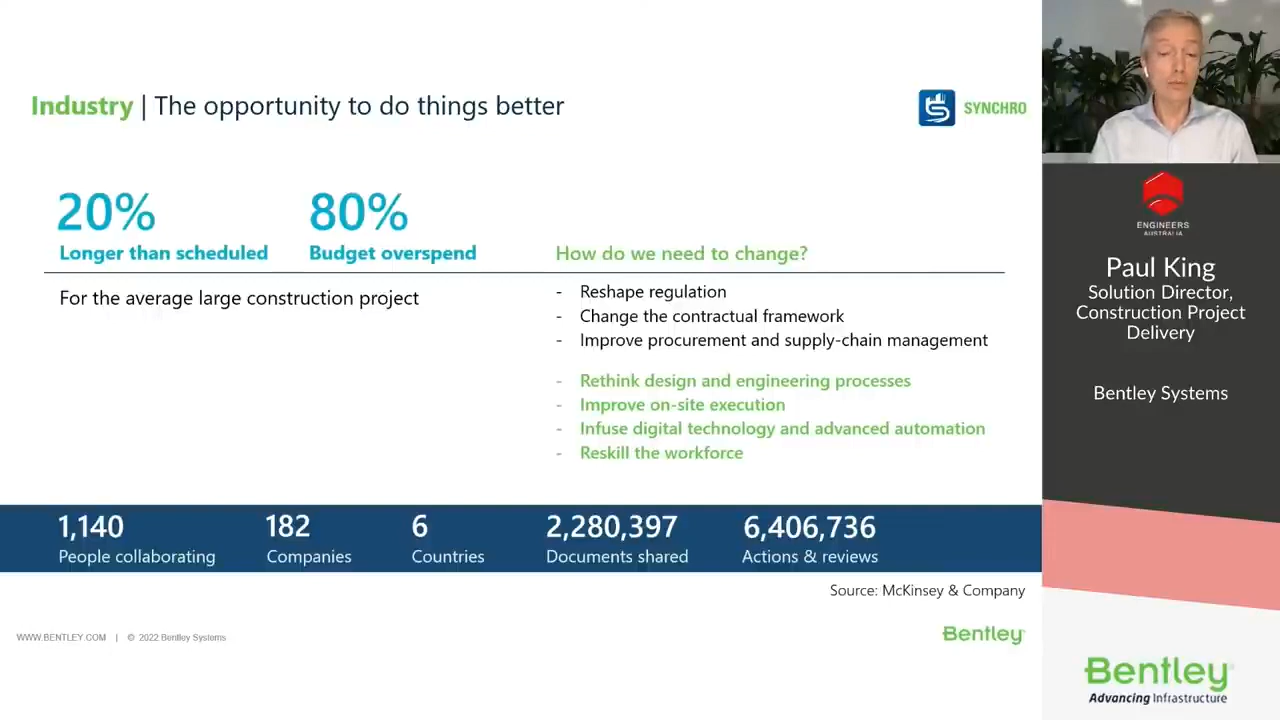 Industry | The opportunity to do things better
SYNCHRO
20%
Longer than scheduled
80%
Budget overspend
For the average large construction project
How do we need to change?
- Reshape regulation
- Change the contractual framework
- Improve procurement and supply-chain management
- Rethink design and engineering processes
- Improve on-site execution
- Infuse digital technology and advanced automation
- Reskill the workforce
1,140
People collaborating
182
Companies
6
Countries
2,280,397
Documents shared
6,406,736
Actions & reviews
Source: McKinsey & Company
WWW.BENTLEY.COM | © 2022 Bentley Systems
Bentley
ENGINEERS
AUSTRALIA
Paul King
Solution Director,
Construction Project
Delivery
Bentley Systems
Bentley
Advancing Infrastructure